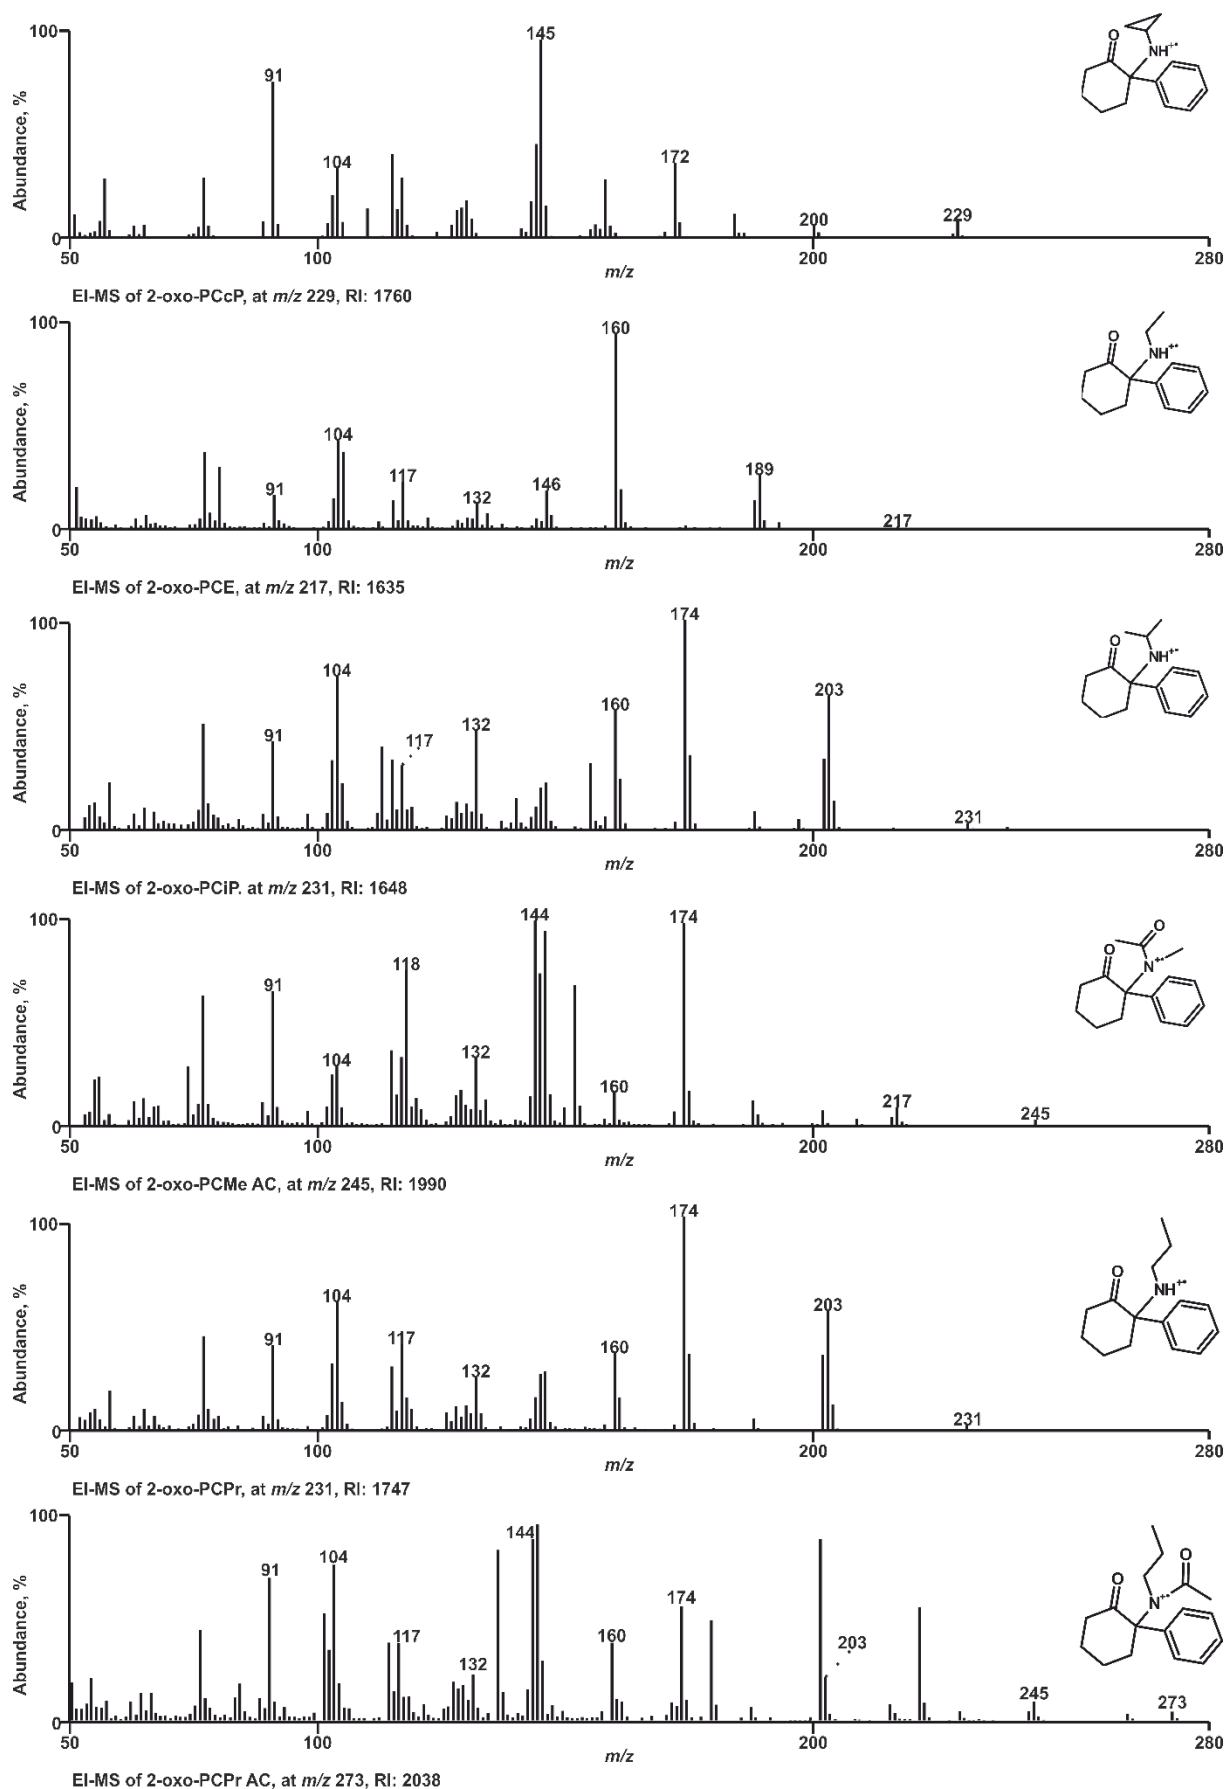 100
145
91
104
172
200
229
Abundance, %
0
50
100
200
280
m/z
O
NH+•
EI-MS of 2-oxo-PCcP, at m/z 229, RI: 1760
100
160
104
91
117
132
146
189
217
Abundance, %
0
50
100
200
280
m/z
O
NH+•
EI-MS of 2-oxo-PCE, at m/z 217, RI: 1635
100
174
104
91
117
132
160
203
231
Abundance, %
0
50
100
200
280
m/z
O
NH+•
EI-MS of 2-oxo-PCiP. at m/z 231, RI: 1648
100
144
174
118
91
104
132
160
217
245
Abundance, %
0
50
100
200
280
m/z
O
O
N+•
EI-MS of 2-oxo-PCMe AC, at m/z 245, RI: 1990
100
174
104
91
117
132
160
203
231
Abundance, %
0
50
100
200
280
m/z
O
NH+•
EI-MS of 2-oxo-PCPr, at m/z 231, RI: 1747
100
144
91
104
117
132
160
174
203
245
273
Abundance, %
0
50
100
200
280
m/z
O
O
N+•
EI-MS of 2-oxo-PCPr AC, at m/z 273, RI: 2038